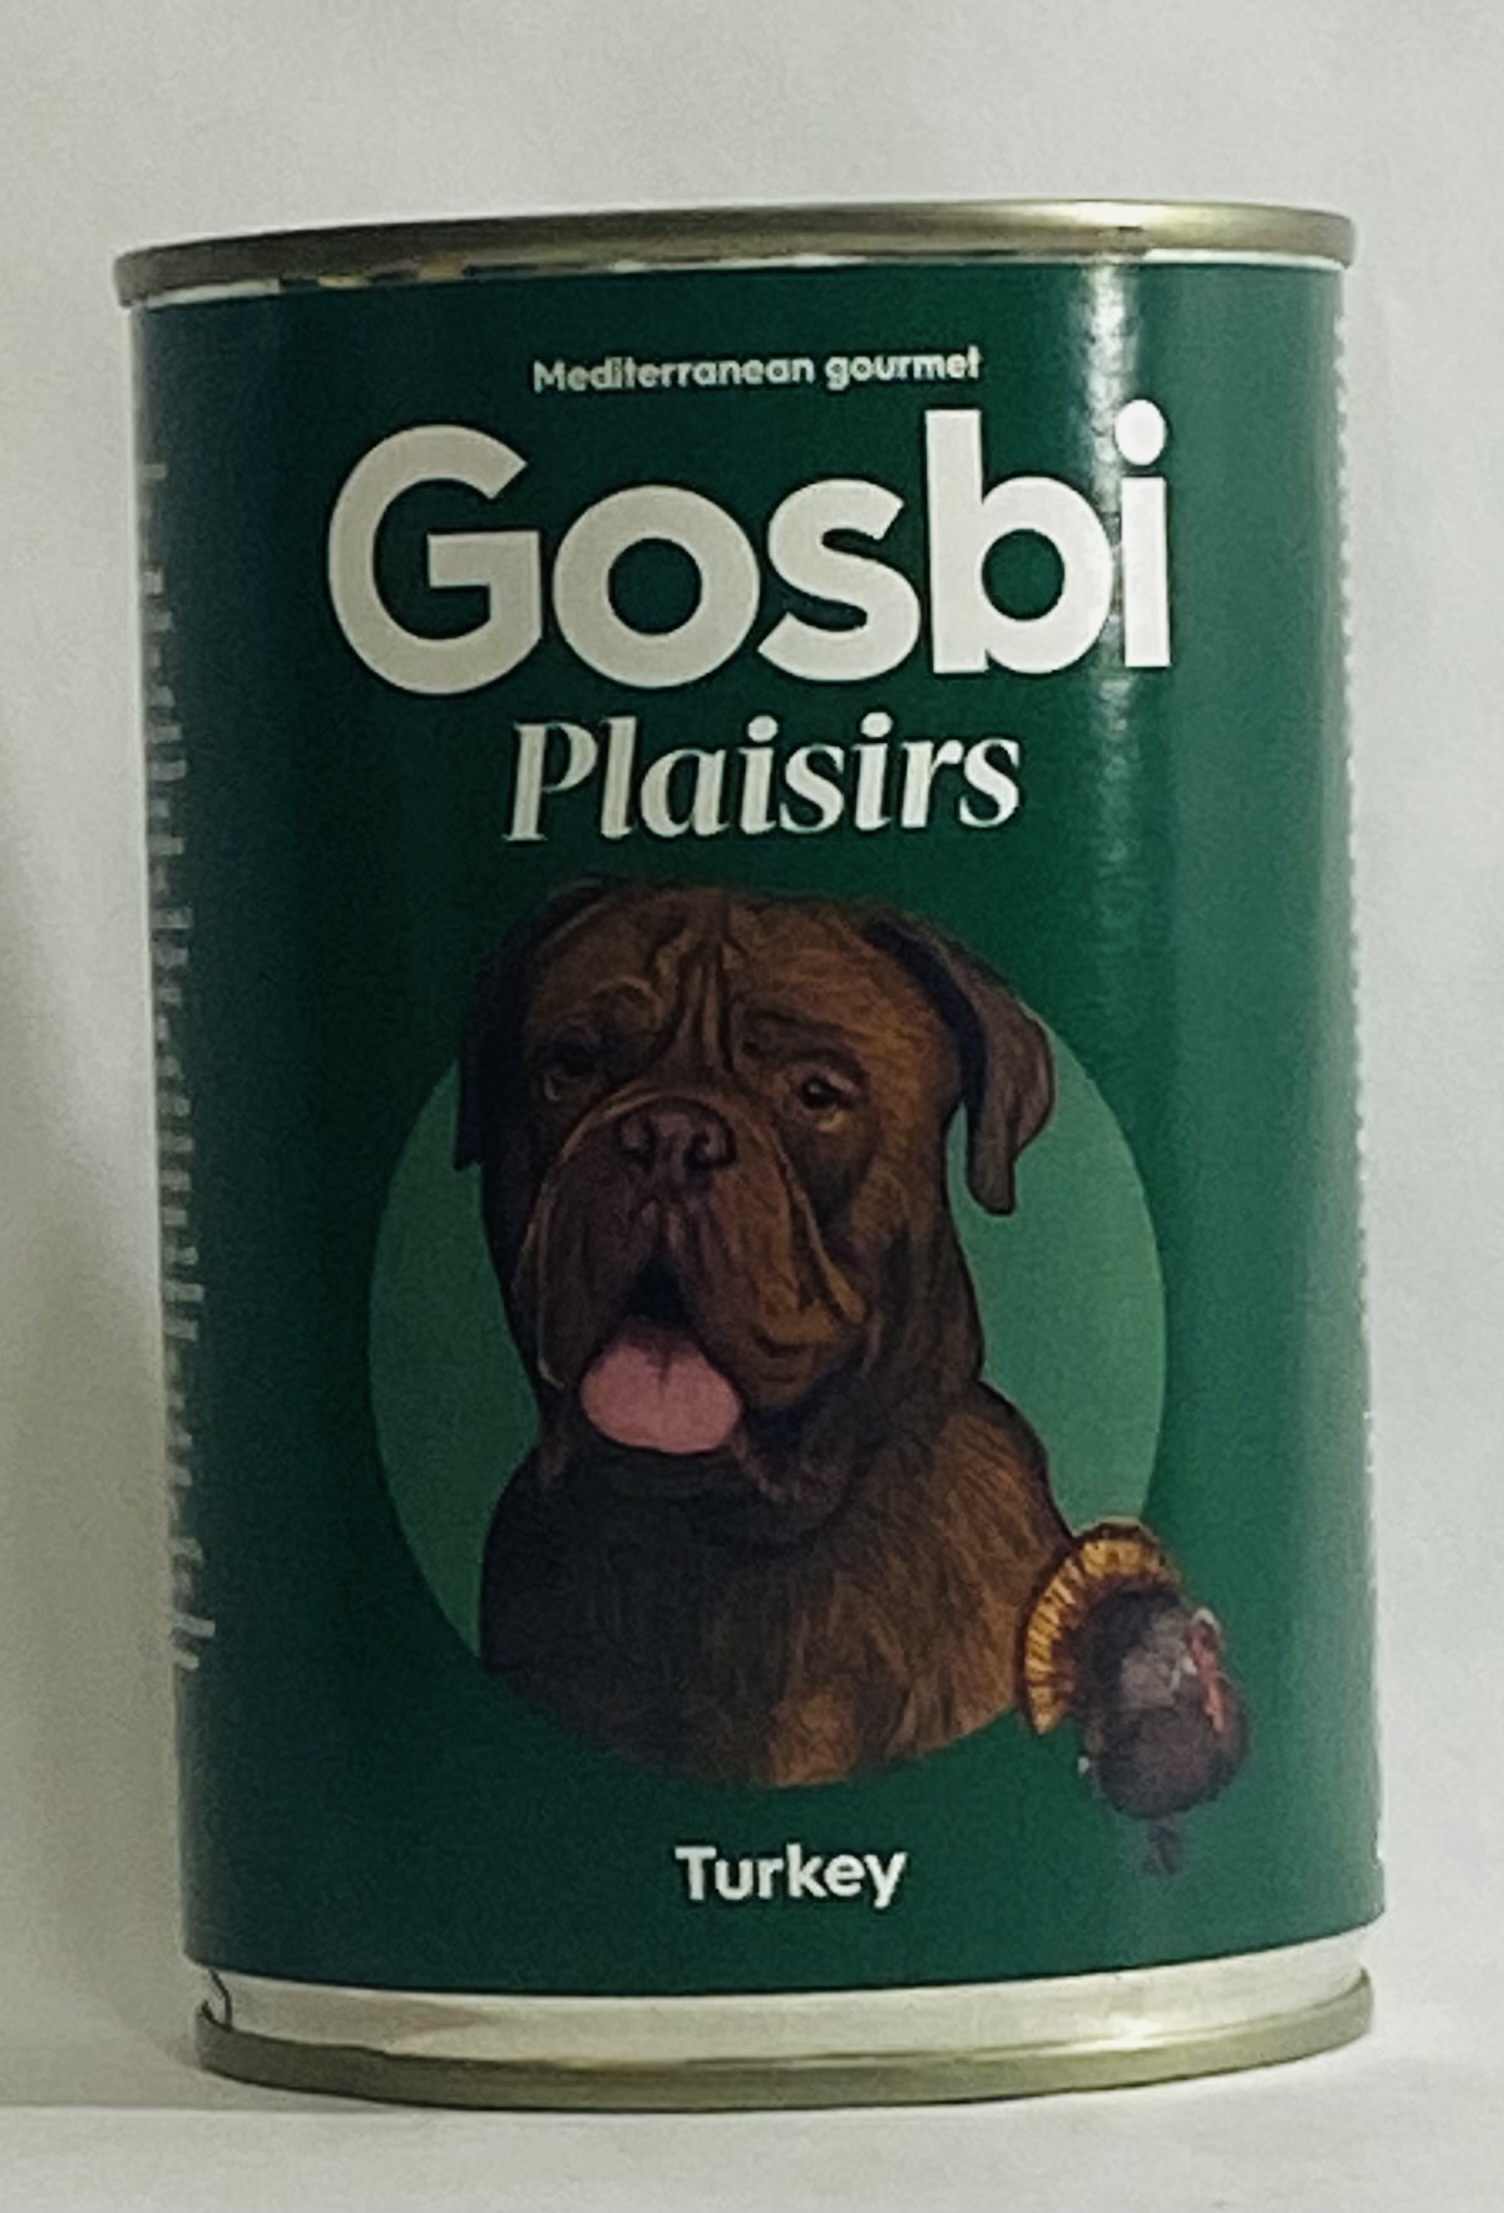 Mediterranean gourmet
Gosbi
Plaisirs
Turkey